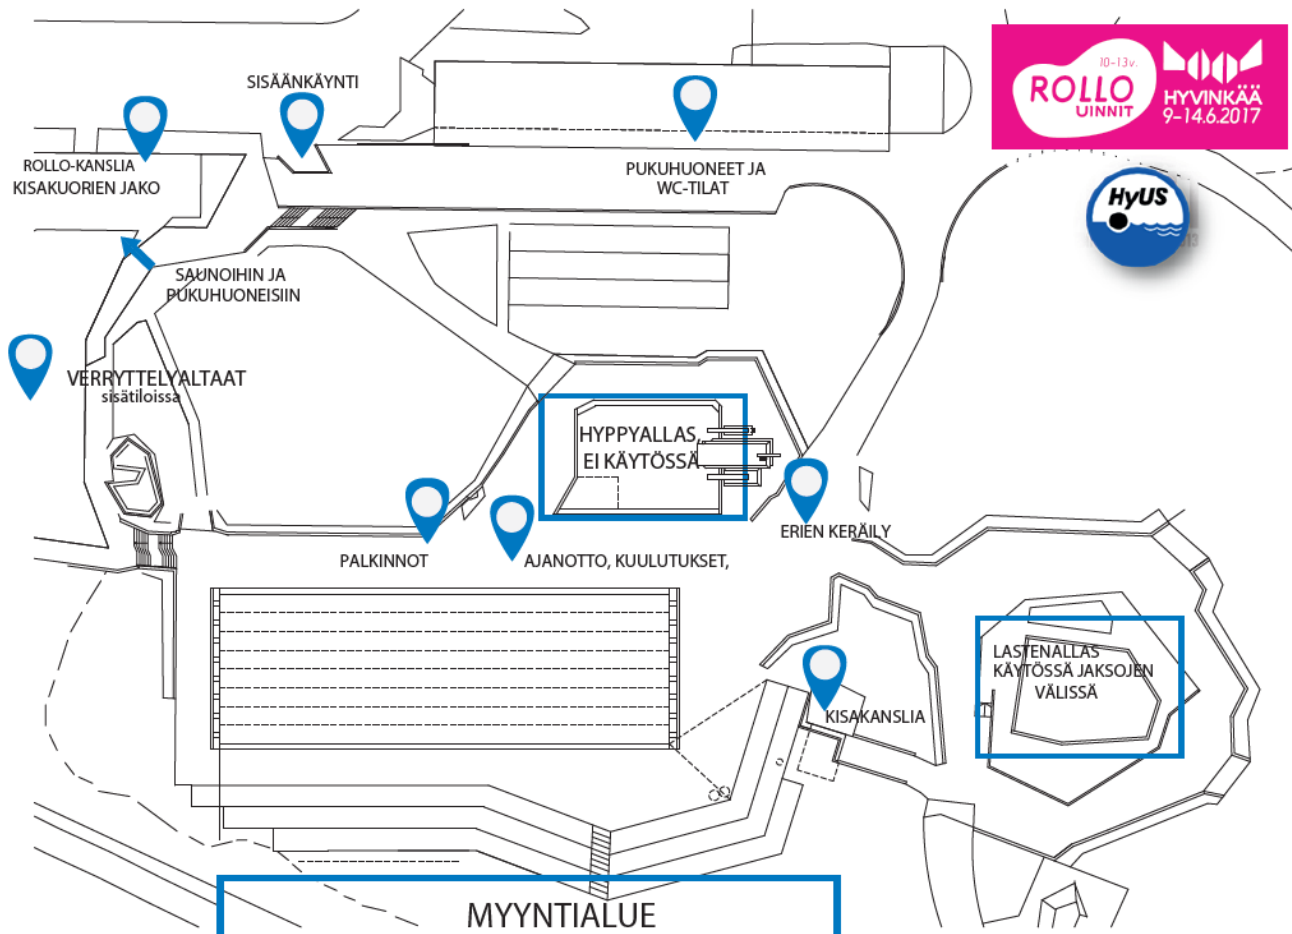 10-13v.
ROLLO
UINNIT
HYVINKÄÄ
9-14.6.2017
SISÄÄNKÄYNTI
ROLLO-KANSLIA
KISAKUORIEN JAKO
PUKUHUONEET JA
WC-TILAT
HyUS
SAUNOIHIN JA
PUKUHUONEISIIN
VERRYTTELYALTAAT
sisätiloissa
HYPPYALLAS,
EI KÄYTÖSSÄ
ERIEN KERÄILY
PALKINNOT
AJANOTTO, KUULUTUKSET,
LASTENALLAS
KÄYTÖSSÄ JAKSOJEN
VÄLISSÄ
KISAKANSLIA
MYYNTIALUE